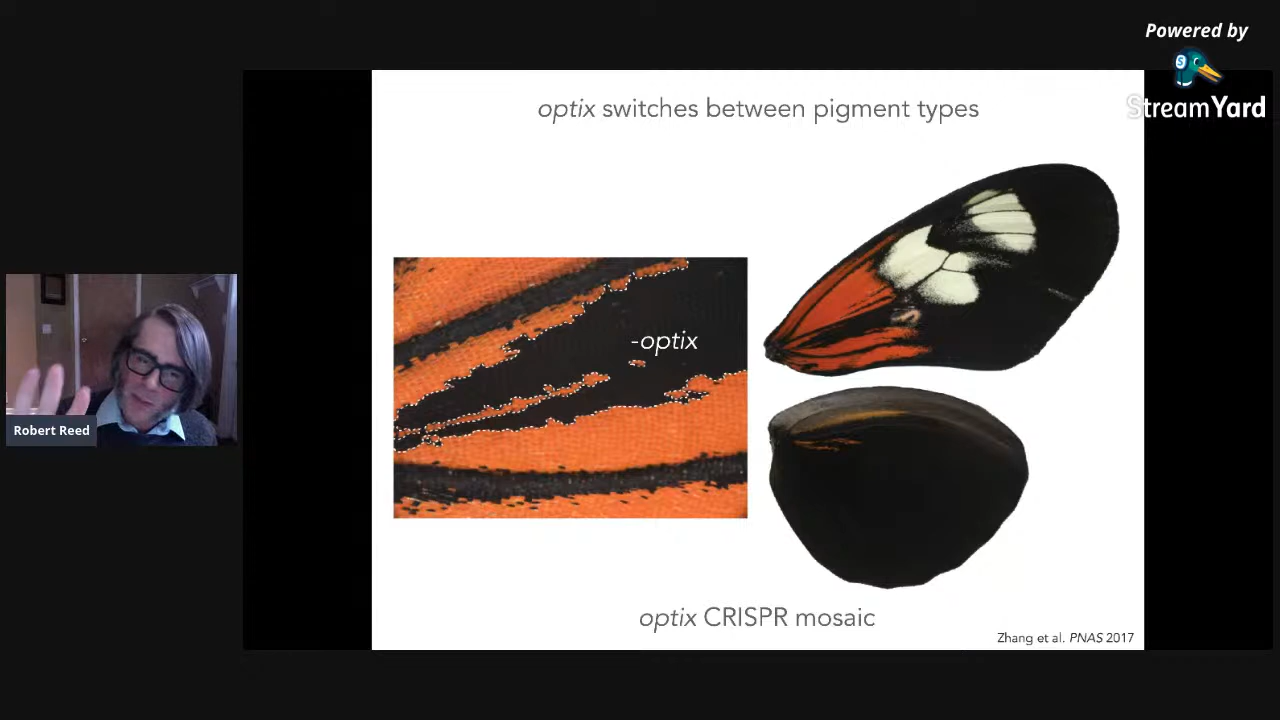 Powered by
StreamYard
optix switches between pigment types
-optix
Robert Reed
optix CRISPR mosaic
Zhang et al. PNAS 2017